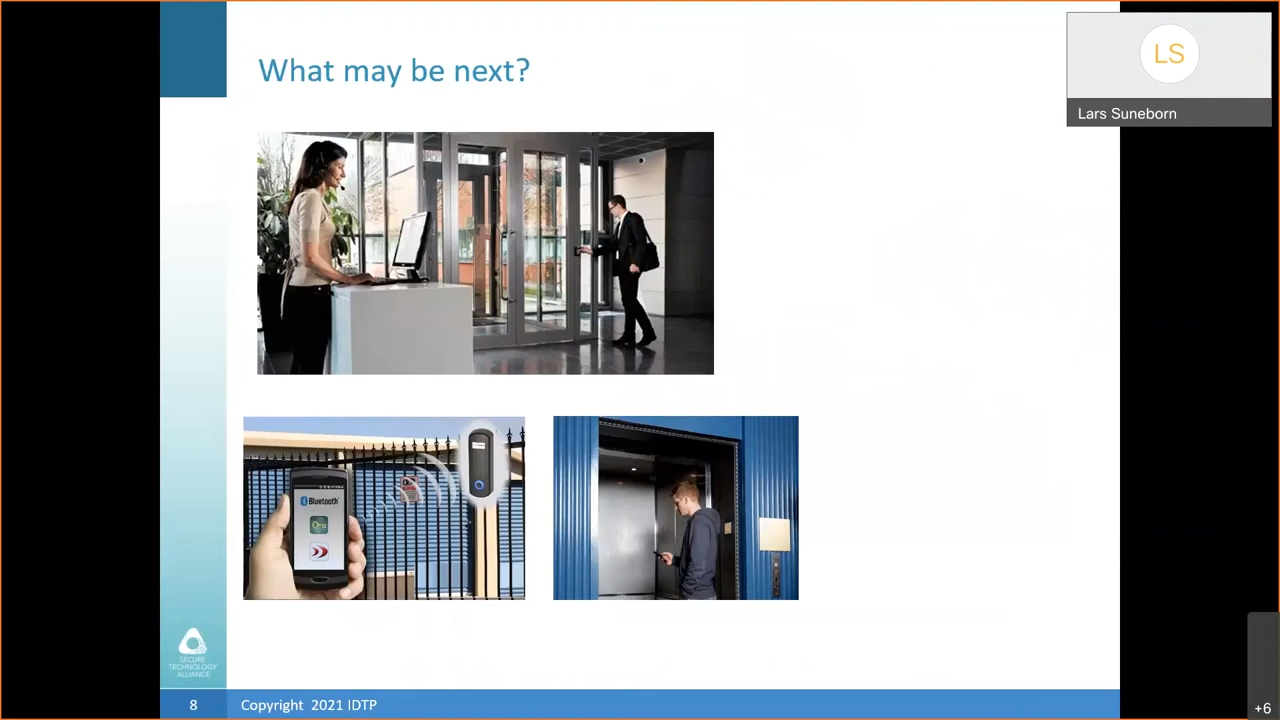 What may be next?
LS
Lars Suneborn
Bluetooth
SECURE
TECHNOLOGY
ALLIANCE
8
Copyright 2021 IDTP
+6